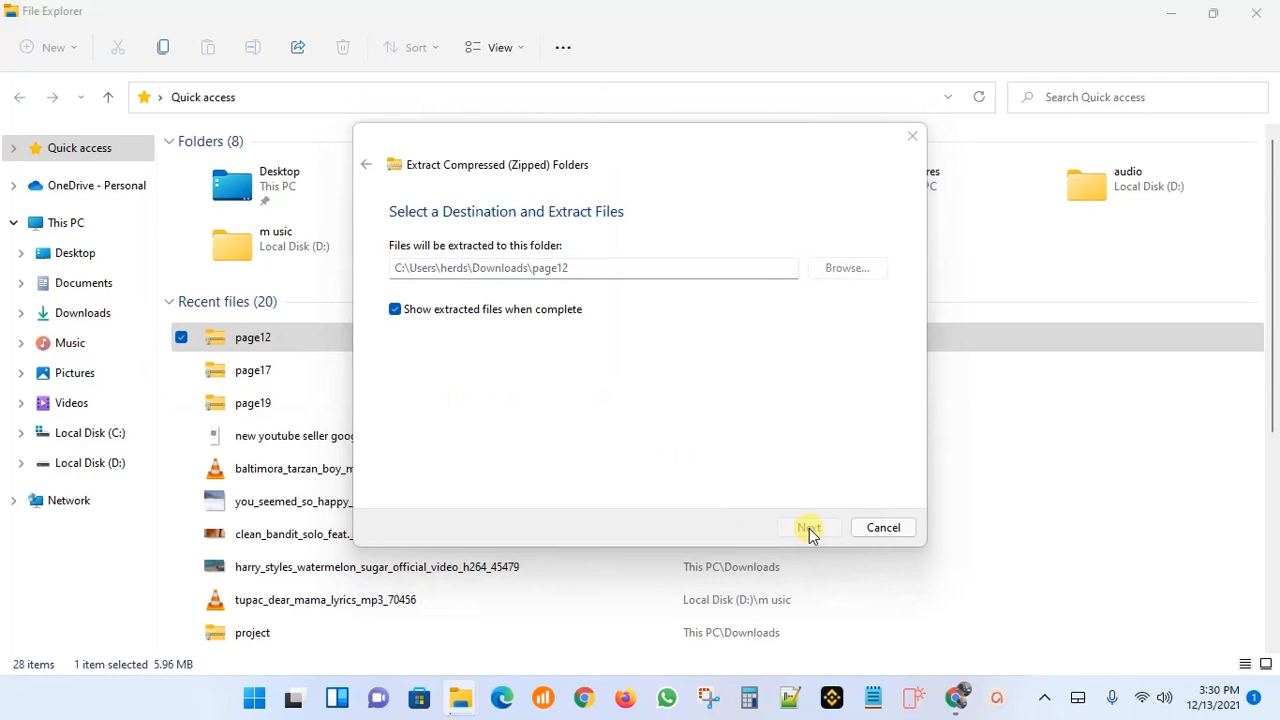 File Explorer
New
Sort
View
Quick access
Search Quick access
Quick access
OneDrive - Personal
This PC
Desktop
Documents
Downloads
Music
Pictures
Videos
Local Disk (C:)
Local Disk (D:)
Network
Folders (8)
Desktop
This PC
res
PC
audio
Local Disk (D:)
m usic
Local Disk (D:)
Recent files (20)
page12
page17
page19
new youtube seller goo
baltimora_tarzan_boy_m
you_seemed_so_happy_
clean_bandit_solo_feat._
harry_styles_watermelon_sugar_official_video_h264_45479
This PC\Downloads
tupac_dear_mama_lyrics_mp3_70456
Local Disk (D:)\m usic
project
This PC\Downloads
Extract Compressed (Zipped) Folders
Select a Destination and Extract Files
Files will be extracted to this folder:
C:\Users\herds\Downloads\page12
Browse...
Show extracted files when complete
Next
Cancel
28 items
1 item selected 5.96 MB
3:30 PM
12/13/2021
1